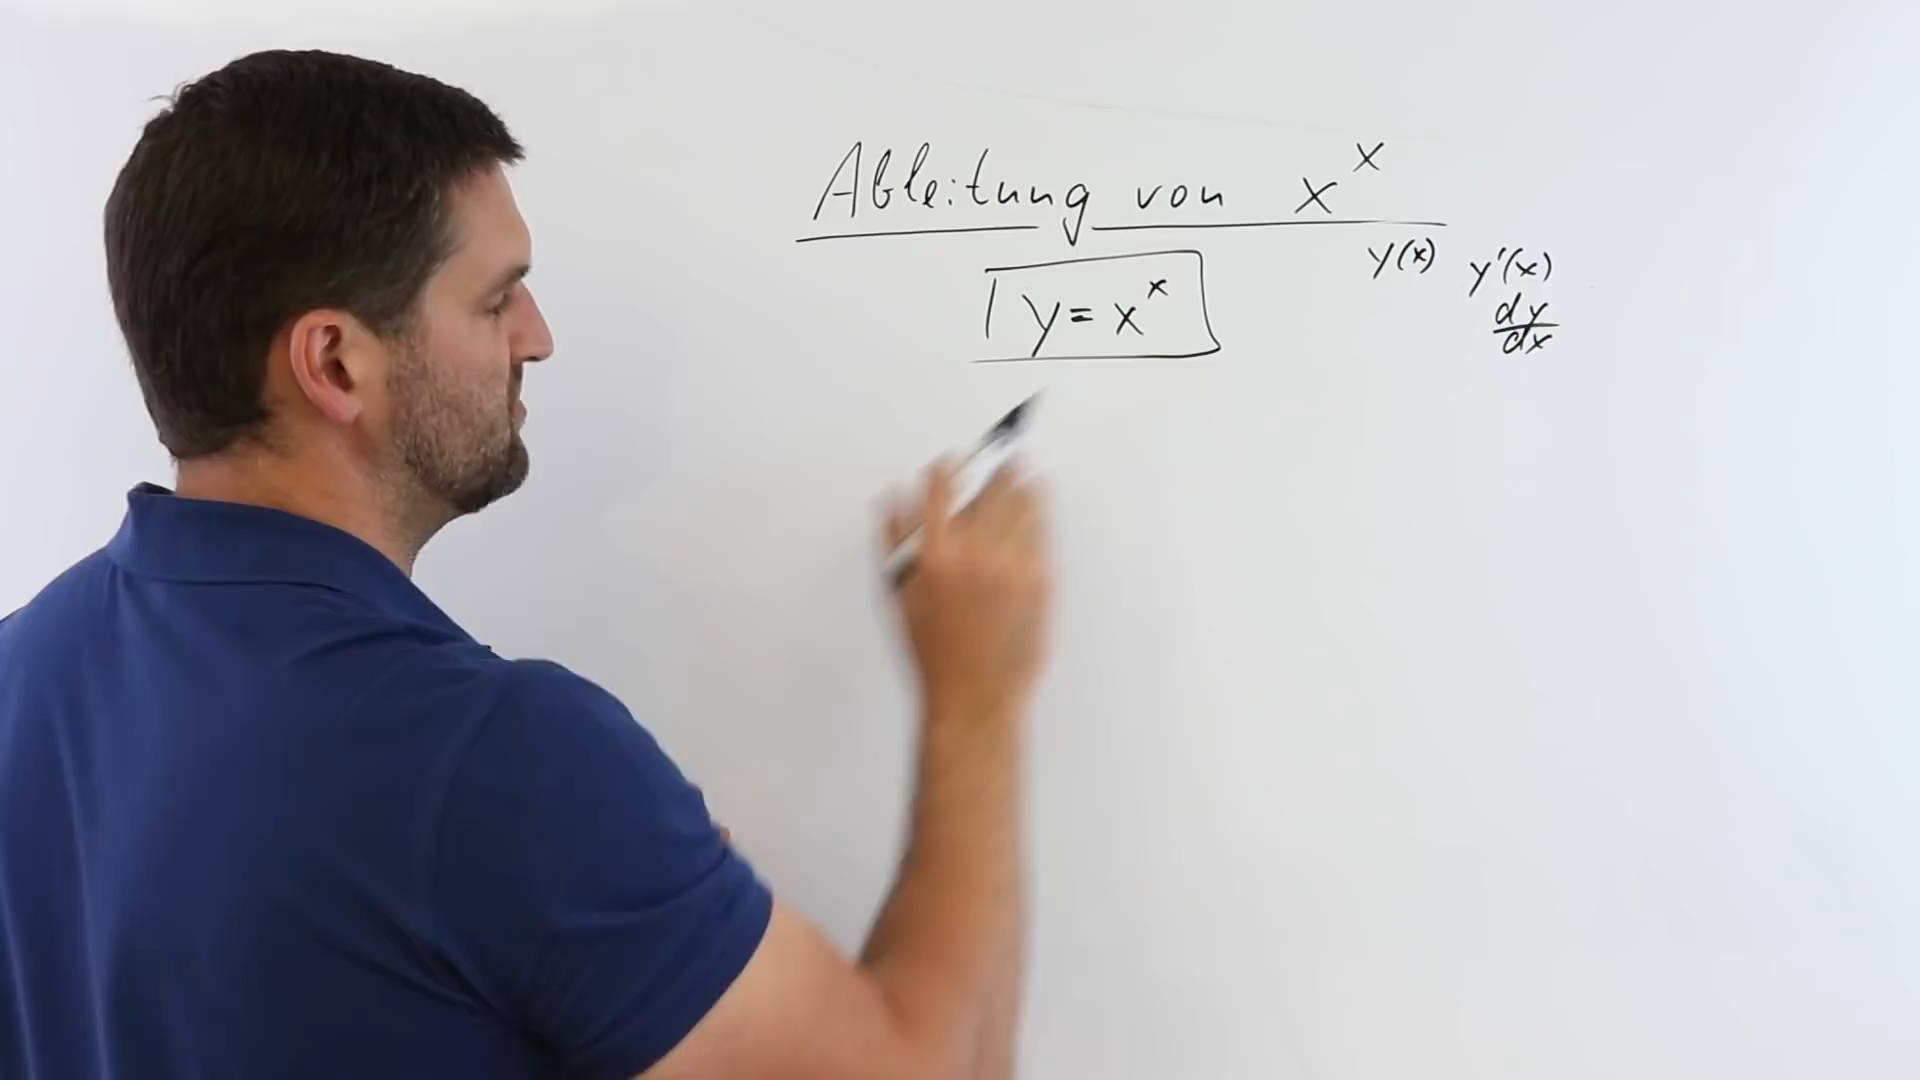 Ableitung von x^x
y(x) y'(x)
y = x^x
dy/dx